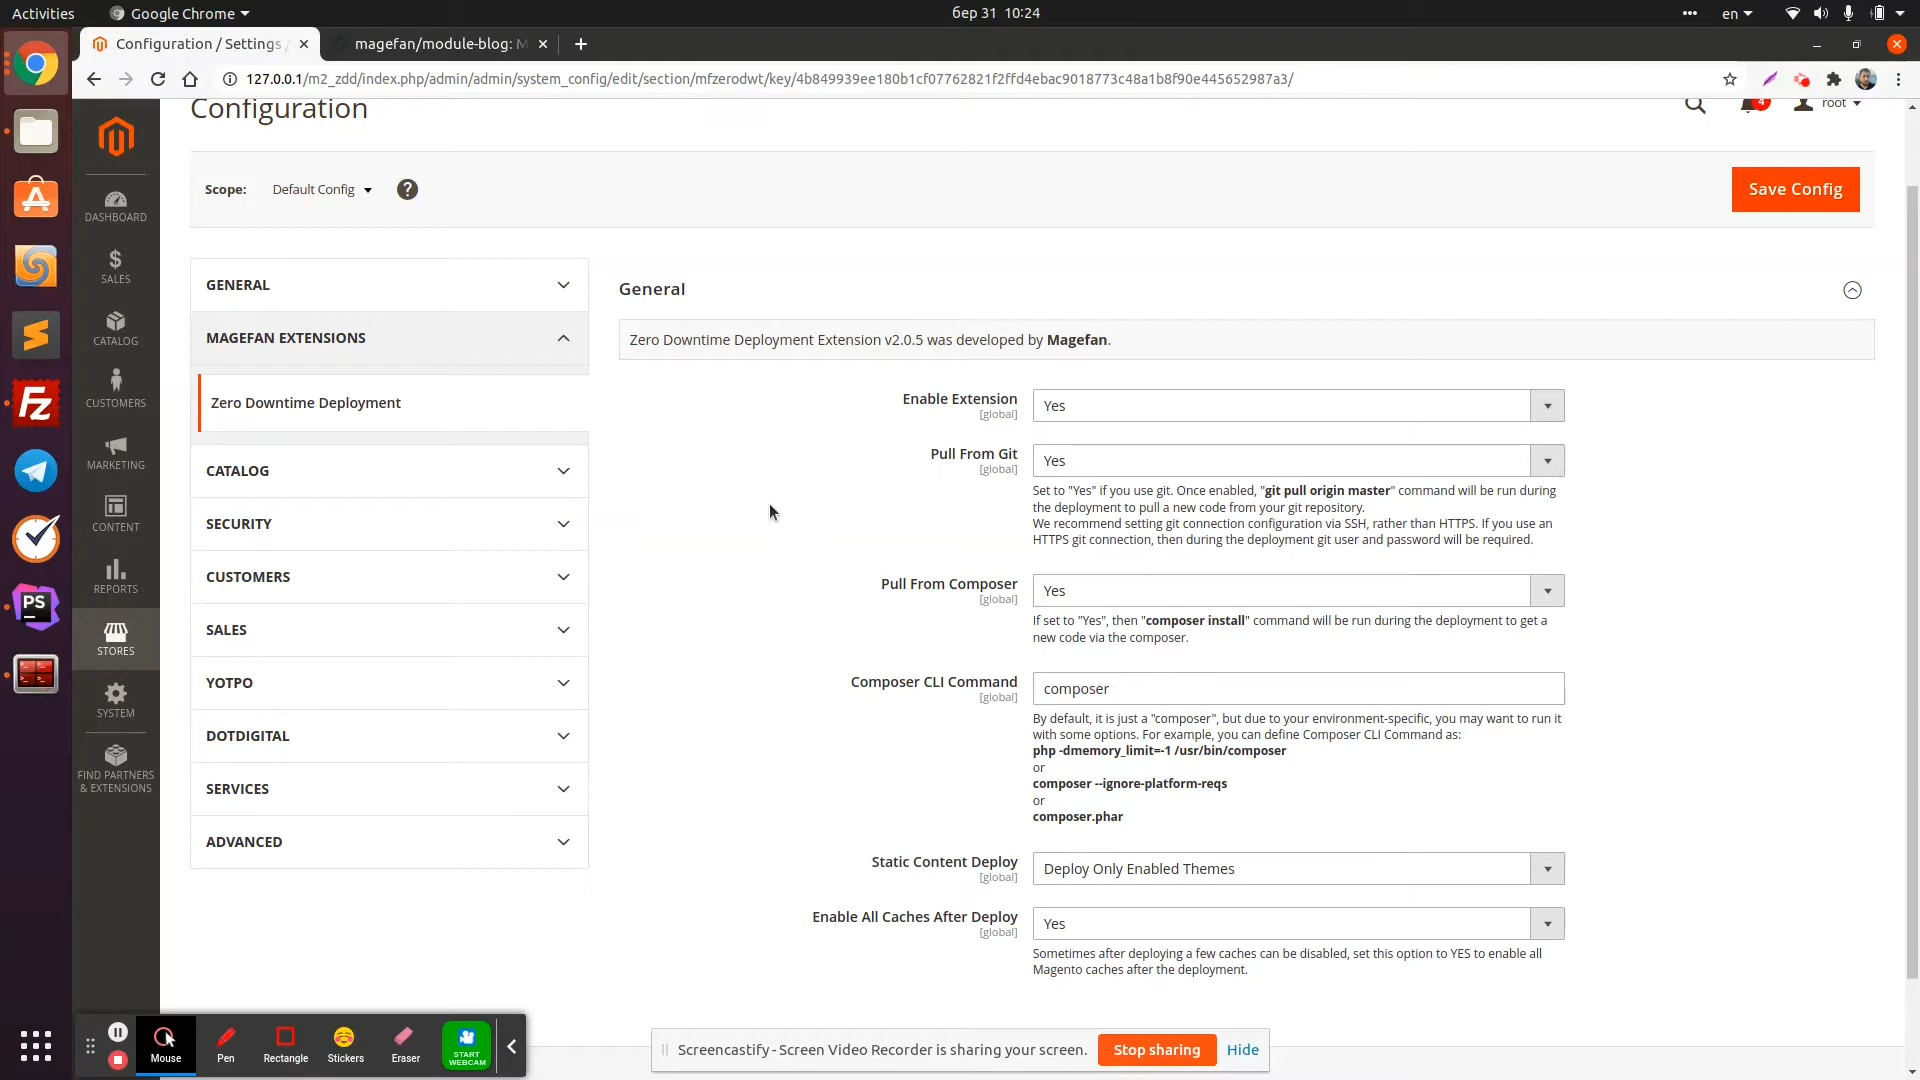 Activities
Google Chrome
бер 31 10:24
en
Configuration / Settings /
magefan/module-blog: M
127.0.0.1/m2_zdd/index.php/admin/admin/system_config/edit/section/mfzerodwt/key/4b849939ee180b1cf07762821f2ffd4ebac9018773c48a1b8f90e445652987a3/
Configuration
4
root
Scope:
Default Config
?
Save Config
DASHBOARD
SALES
CATALOG
CUSTOMERS
MARKETING
CONTENT
REPORTS
STORES
SYSTEM
FIND PARTNERS
& EXTENSIONS
GENERAL
MAGEFAN EXTENSIONS
Zero Downtime Deployment
CATALOG
SECURITY
CUSTOMERS
SALES
YOTPO
DOTDIGITAL
SERVICES
ADVANCED
General
Zero Downtime Deployment Extension v2.0.5 was developed by Magefan.
Enable Extension
[global]
Yes
Pull From Git
[global]
Yes
Set to "Yes" if you use git. Once enabled, "git pull origin master" command will be run during
the deployment to pull a new code from your git repository.
We recommend setting git connection configuration via SSH, rather than HTTPS. If you use an
HTTPS git connection, then during the deployment git user and password will be required.
Pull From Composer
[global]
Yes
If set to "Yes", then "composer install" command will be run during the deployment to get a
new code via the composer.
Composer CLI Command
[global]
composer
By default, it is just a "composer", but due to your environment-specific, you may want to run it
with some options. For example, you can define Composer CLI Command as:
php -dmemory_limit=-1 /usr/bin/composer
or
composer --ignore-platform-reqs
or
composer.phar
Static Content Deploy
[global]
Deploy Only Enabled Themes
Enable All Caches After Deploy
[global]
Yes
Sometimes after deploying a few caches can be disabled, set this option to YES to enable all
Magento caches after the deployment.
Fz
PS
Mouse
Pen
Rectangle
Stickers
Eraser
START
WEBCAM
Screencastify - Screen Video Recorder is sharing your screen.
Stop sharing
Hide